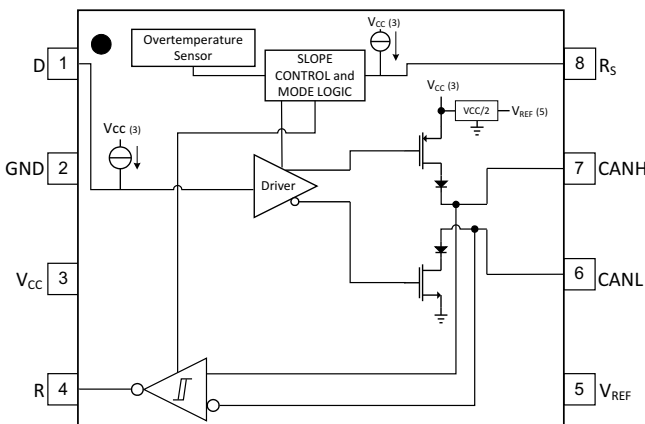 Overtemperature
Sensor
SLOPE
CONTROL and
MODE LOGIC
VCC (3)
D 1
8 RS
VCC (3)
VCC/2
VREF (5)
VCC (3)
GND 2
Driver
7 CANH
VCC 3
6 CANL
R 4
5 VREF